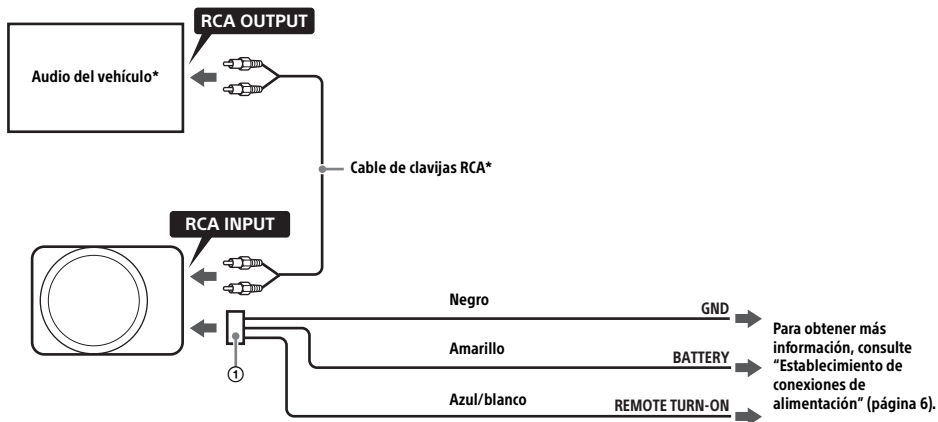 RCA OUTPUT
Audio del vehículo*
Cable de clavijas RCA*
RCA INPUT
Negro
GND
Amarillo
BATTERY
Azul/blanco
REMOTE TURN-ON
①
Para obtener más
información, consulte
“Establecimiento de
conexiones de
alimentación” (página 6).